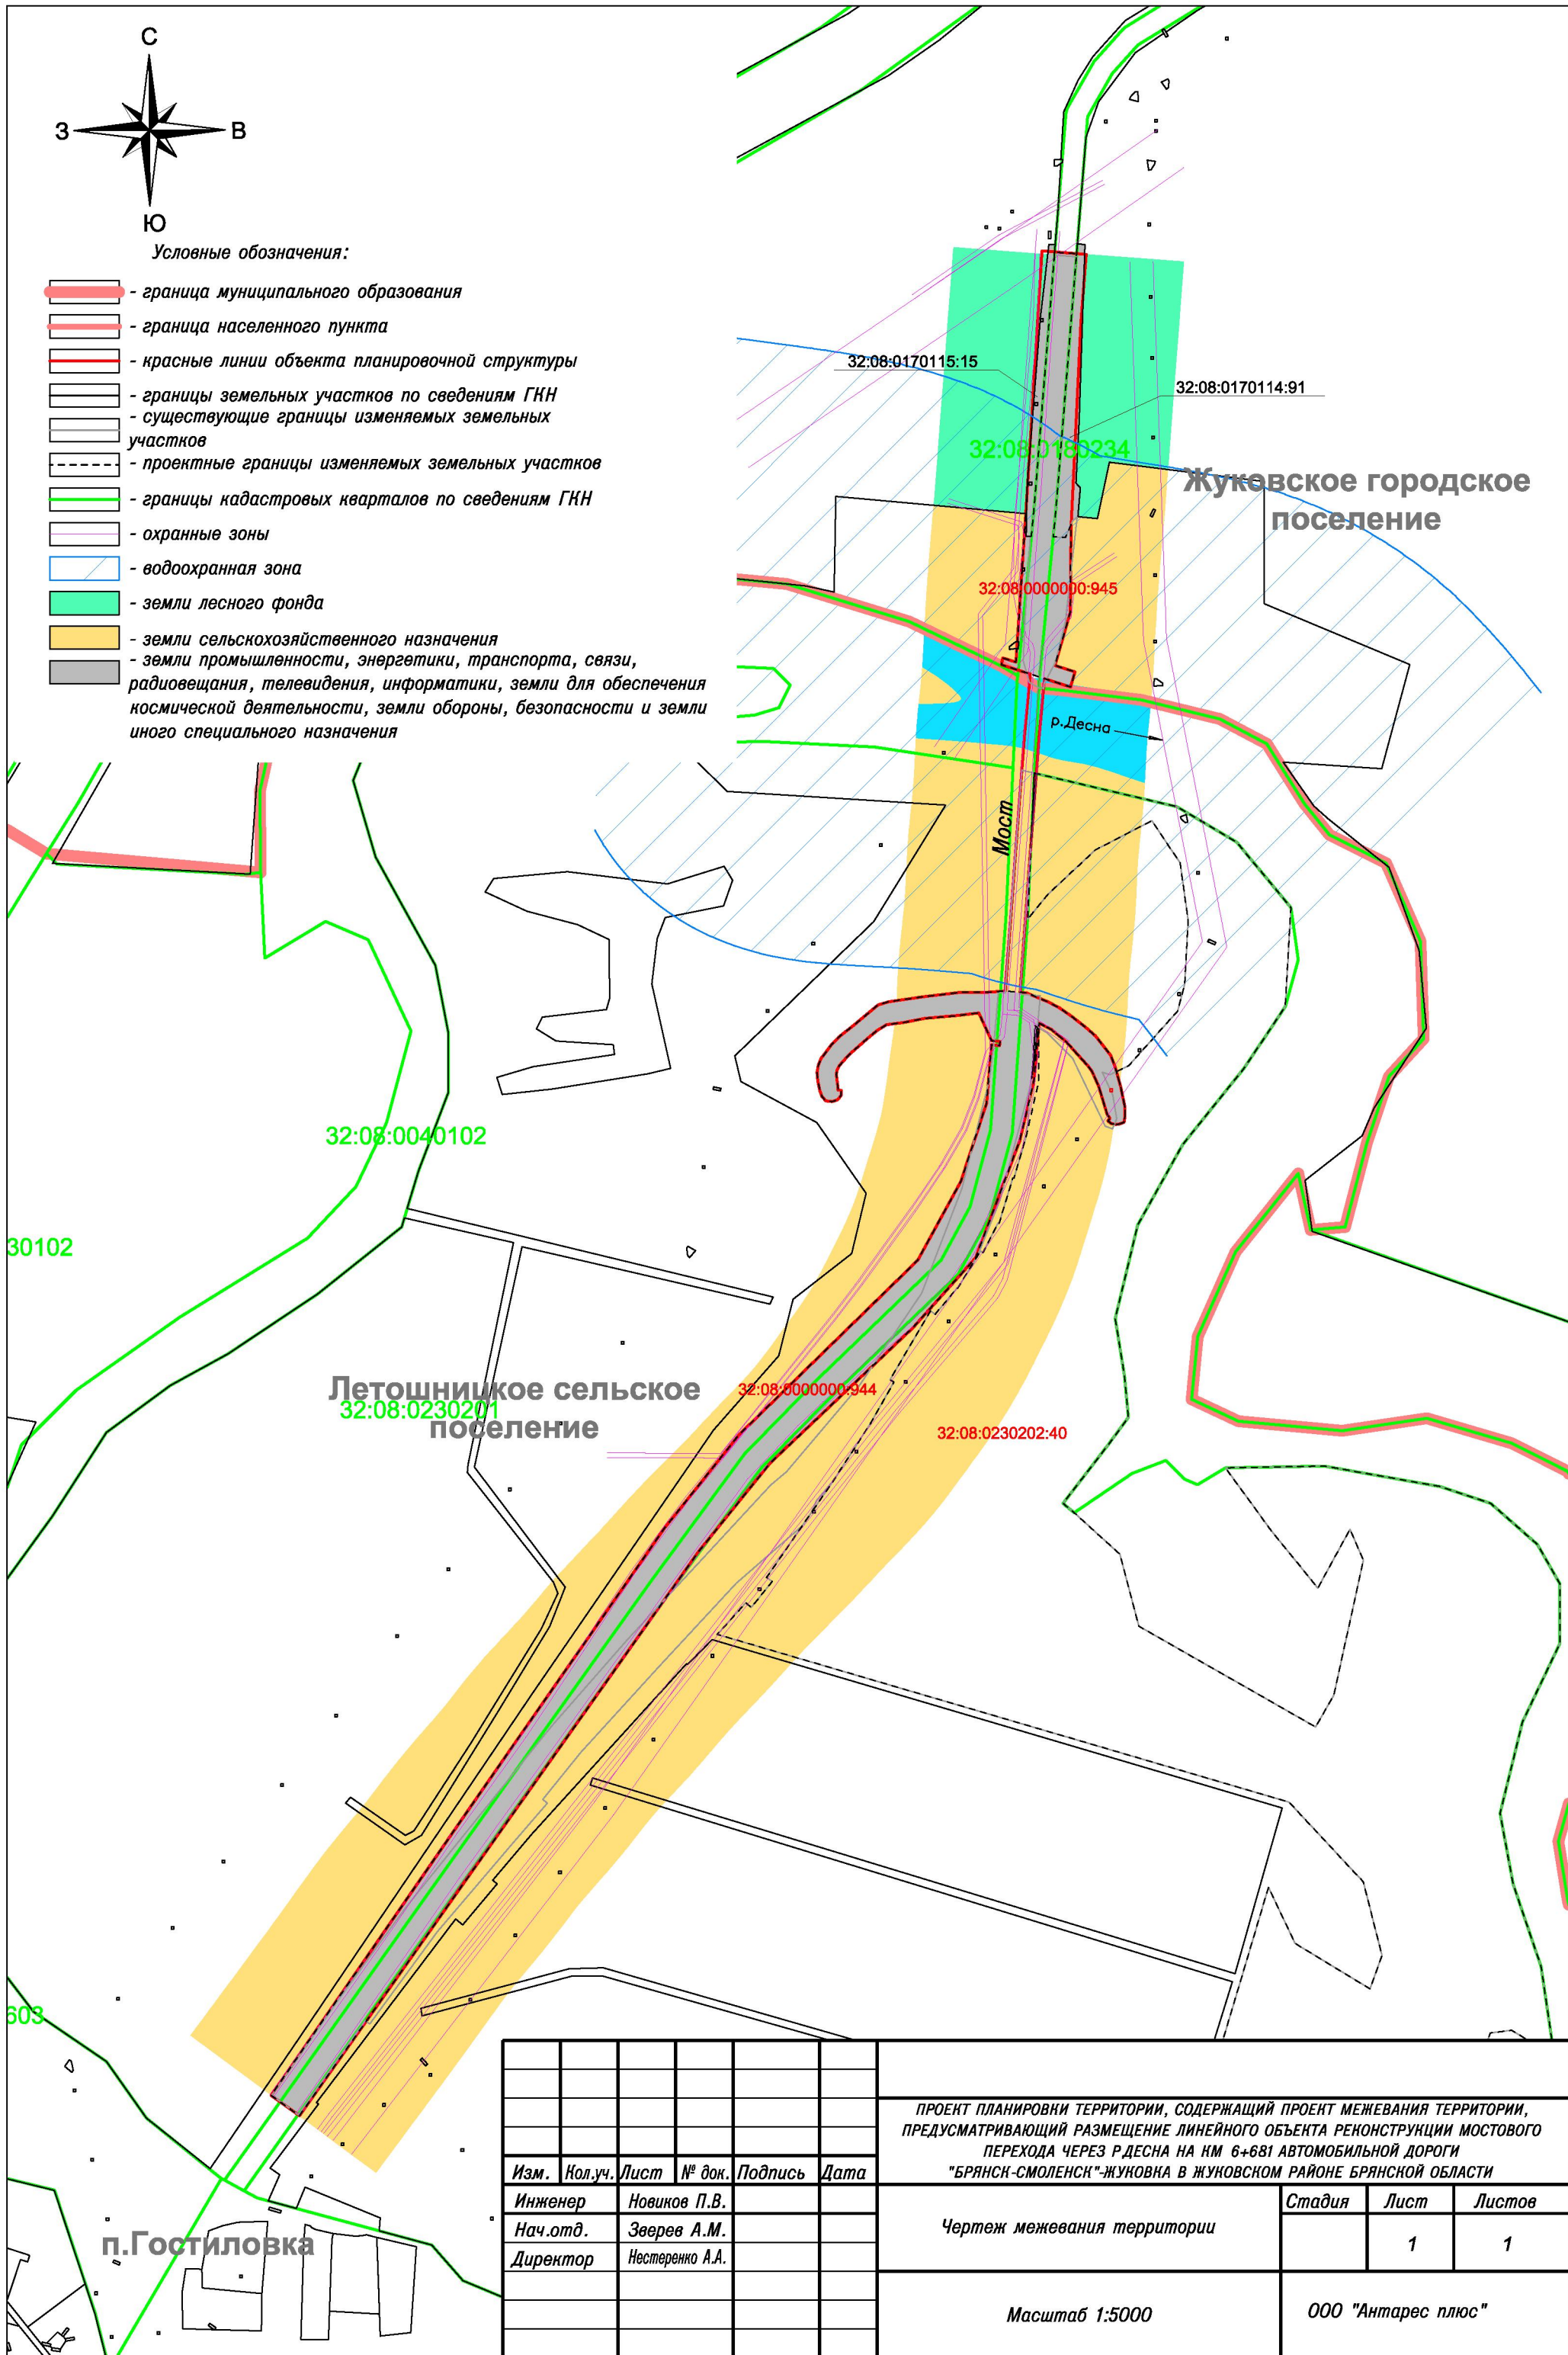 С
З
В
Ю
Условные обозначения:
- граница муниципального образования
- граница населенного пункта
- красные линии объекта планировочной структуры
- границы земельных участков по сведениям ГКН
- существующие границы изменяемых земельных
участков
- проектные границы изменяемых земельных участков
- границы кадастровых кварталов по сведениям ГКН
- охранные зоны
- водоохранная зона
- земли лесного фонда
- земли сельскохозяйственного назначения
- земли промышленности, энергетики, транспорта, связи,
радиовещания, телевидения, информатики, земли для обеспечения
космической деятельности, земли обороны, безопасности и земли
иного специального назначения
32:08:0170115:15
32:08:0170114:91
32:08:0180234
Жуковское городское
поселение
32:08:0000000:945
р.Десна
Мост
32:08:0040102
30102
Летошницкое сельское
32:08:0230201
поселение
32:08:0000000:944
32:08:0230202:40
603
п.Гостиловка
ПРОЕКТ ПЛАНИРОВКИ ТЕРРИТОРИИ, СОДЕРЖАЩИЙ ПРОЕКТ МЕЖЕВАНИЯ ТЕРРИТОРИИ,
ПРЕДУСМАТРИВАЮЩИЙ РАЗМЕЩЕНИЕ ЛИНЕЙНОГО ОБЪЕКТА РЕКОНСТРУКЦИИ МОСТОВОГО
ПЕРЕХОДА ЧЕРЕЗ Р.ДЕСНА НА КМ 6+681 АВТОМОБИЛЬНОЙ ДОРОГИ
"БРЯНСК-СМОЛЕНСК"-ЖУКОВКА В ЖУКОВСКОМ РАЙОНЕ БРЯНСКОЙ ОБЛАСТИ
Изм. Кол.уч. Лист № док. Подпись Дата
Инженер Новиков П.В.
Нач.отд. Зверев А.М.
Директор Нестеренко А.А.
Чертеж межевания территории
Стадия Лист Листов
1 1
Масштаб 1:5000
ООО "Антарес плюс"